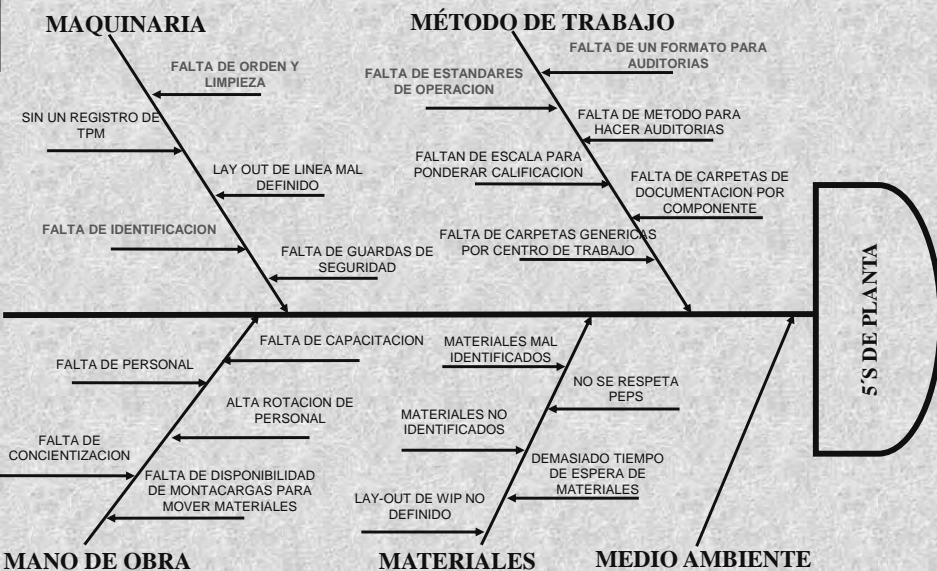 MAQUINARIA
FALTA DE ORDEN Y
LIMPIEZA
SIN UN REGISTRO DE
TPM
LAY OUT DE LINEA MAL
DEFINIDO
FALTA DE IDENTIFICACION
FALTA DE GUARDAS DE
SEGURIDAD
MÉTODO DE TRABAJO
FALTA DE UN FORMATO PARA
AUDITORIAS
FALTA DE ESTANDARES
DE OPERACION
FALTA DE METODO PARA
HACER AUDITORIAS
FALTAN DE ESCALA PARA
PONDERAR CALIFICACION
FALTA DE CARPETAS DE
DOCUMENTACION POR
COMPONENTE
FALTA DE CARPETAS GENERICAS
POR CENTRO DE TRABAJO
5´S DE PLANTA
FALTA DE CAPACITACION
FALTA DE PERSONAL
ALTA ROTACION DE
PERSONAL
FALTA DE
CONCIENTIZACION
FALTA DE DISPONIBILIDAD
DE MONTACARGAS PARA
MOVER MATERIALES
MANO DE OBRA
MATERIALES MAL
IDENTIFICADOS
NO SE RESPETA
PEPS
MATERIALES NO
IDENTIFICADOS
DEMASIADO TIEMPO
DE ESPERA DE
MATERIALES
LAY-OUT DE WIP NO
DEFINIDO
MATERIALES
MEDIO AMBIENTE